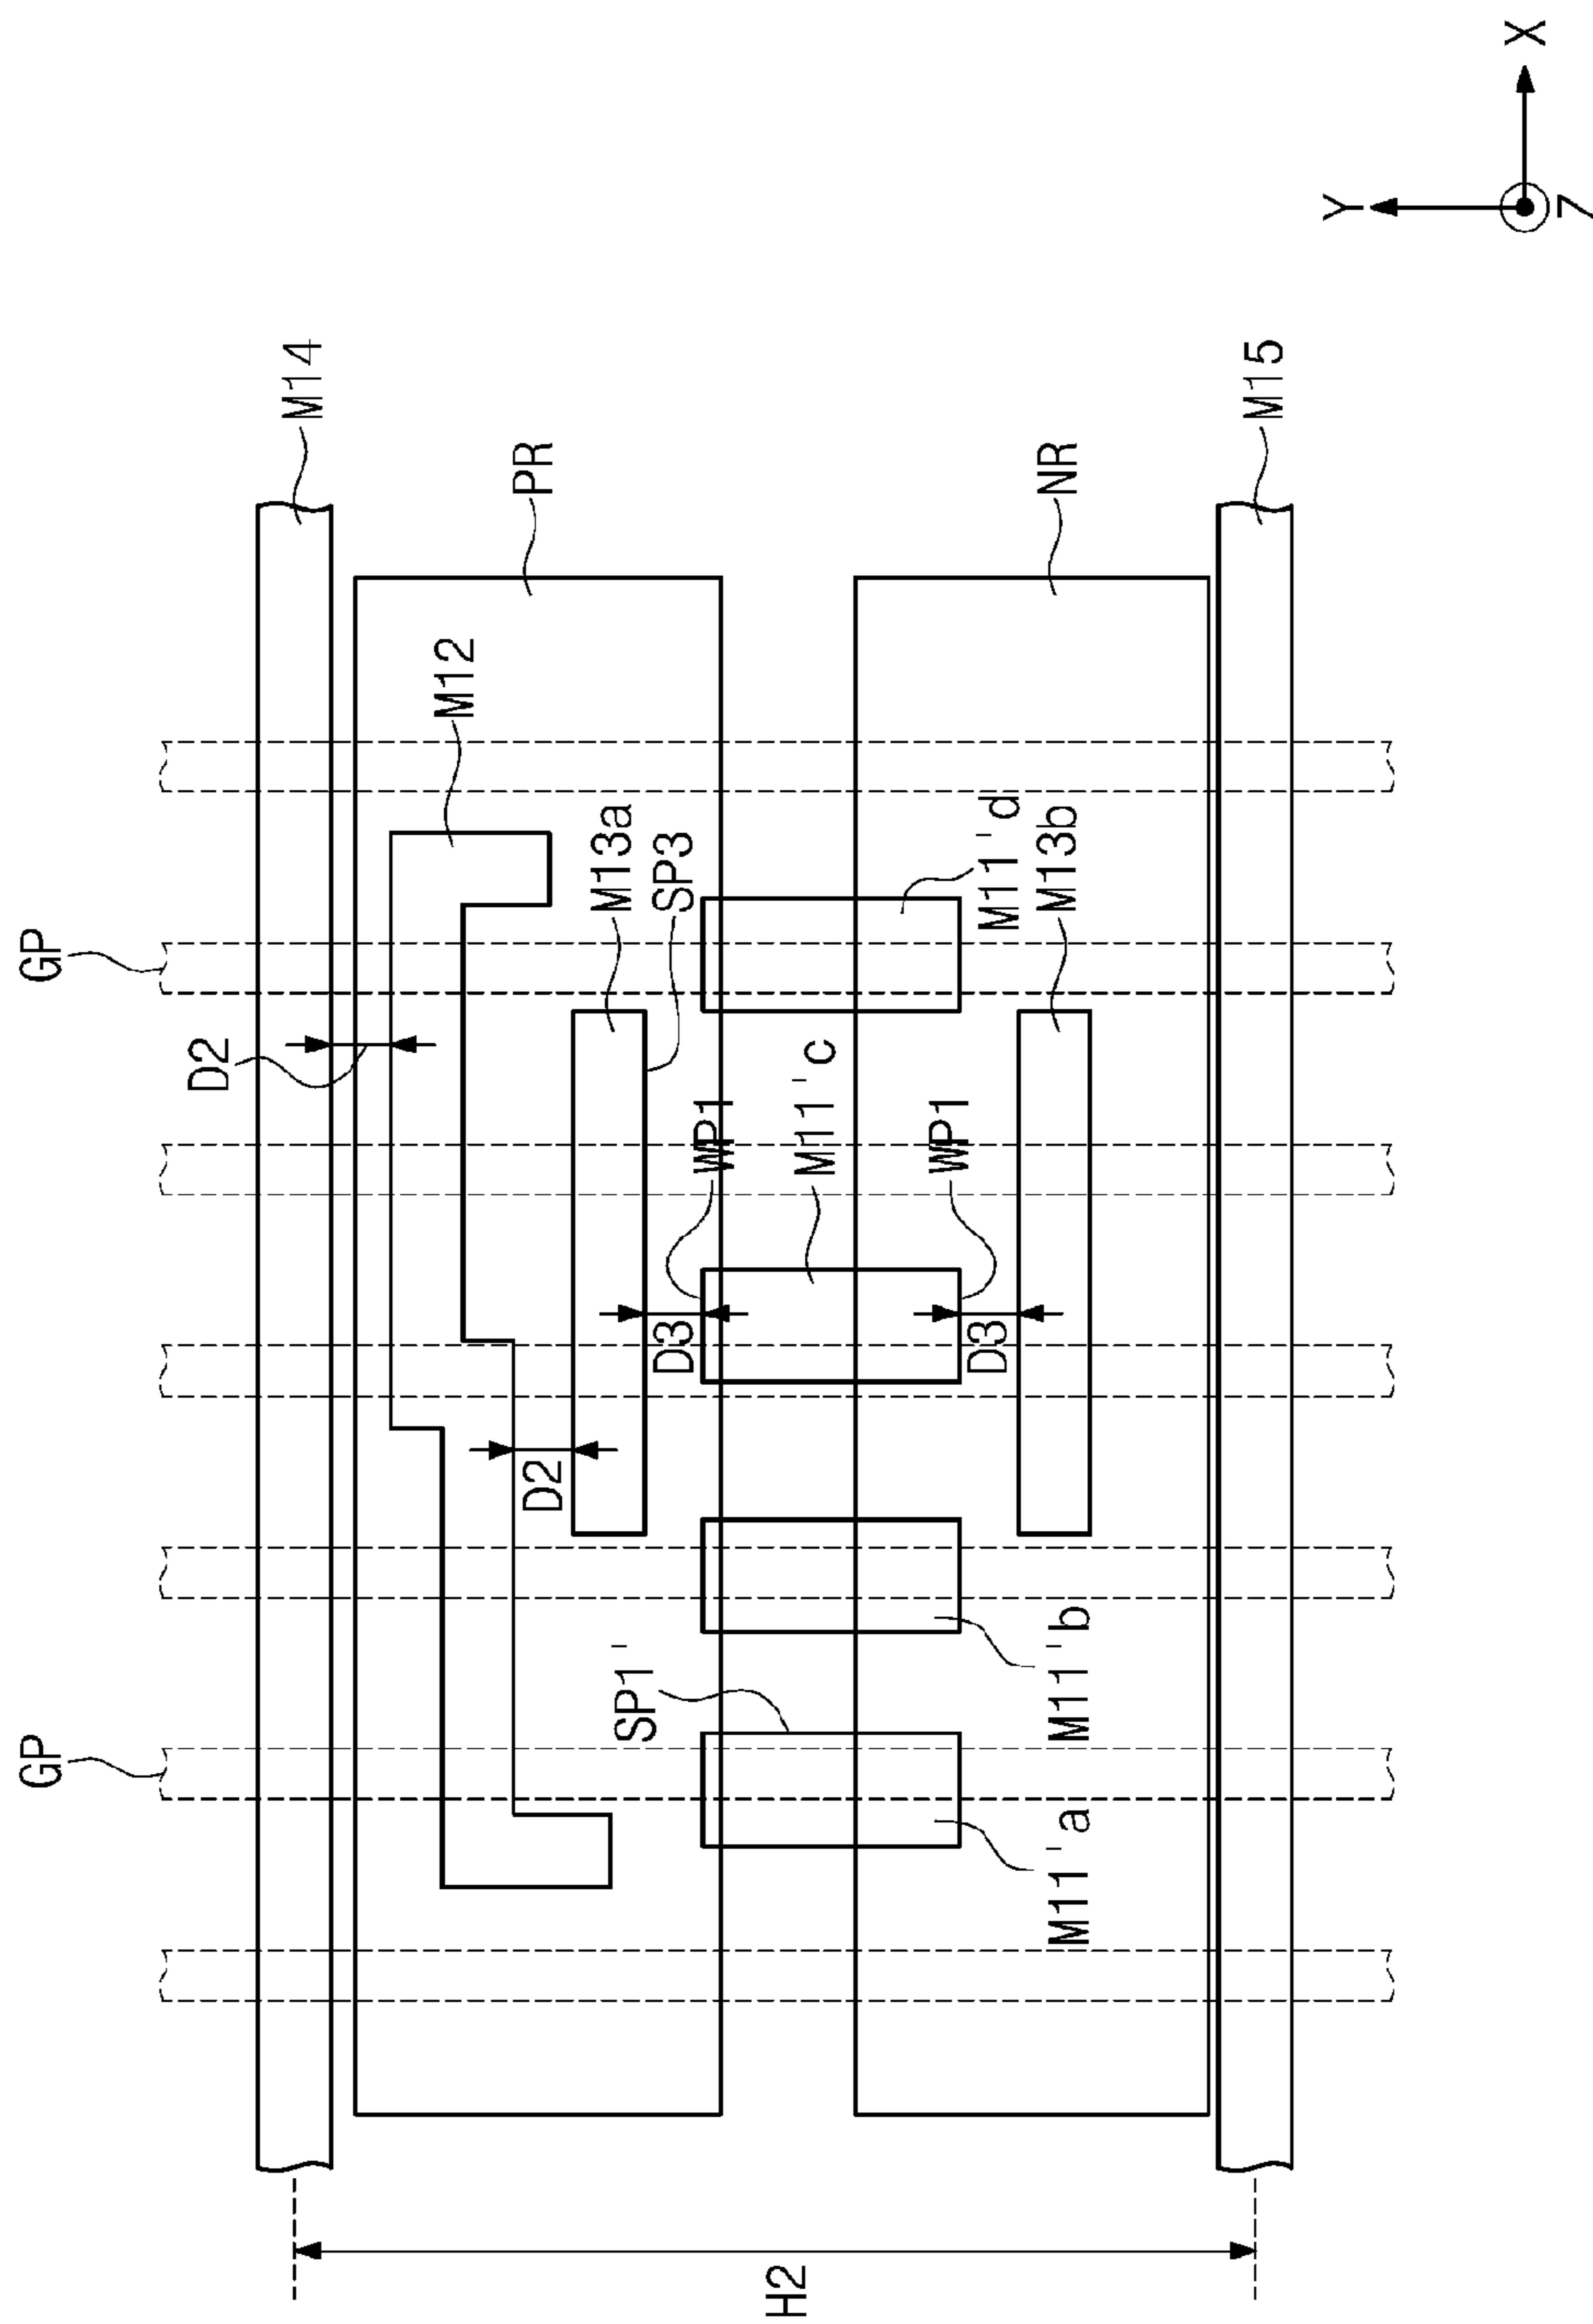 GP
GP
D2
M14
M12
PR
D2
M13a
SP1'
D3
SP3
WP1
H2
M11'c
WP1
D3
M11'd
M11'a
M11'b
M13b
NR
M15
Y
X
Z